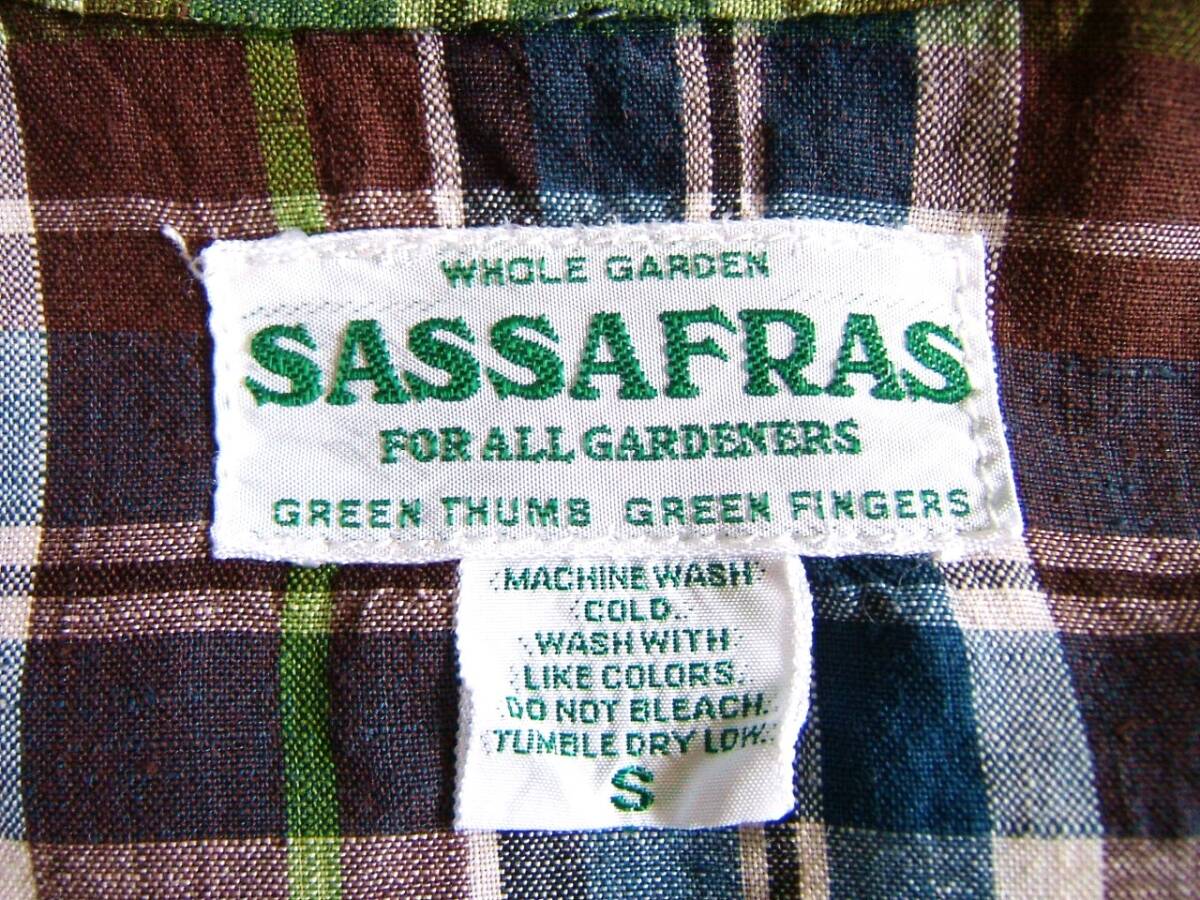 WHOLE GARDEN
SASSAFRAS
FOR ALL GARDENERS
GREEN THUMB GREEN FINGERS
MACHINE WASH
COLD.
WASH WITH
LIKE COLORS.
DO NOT BLEACH.
TUMBLE DRY LOW.
S